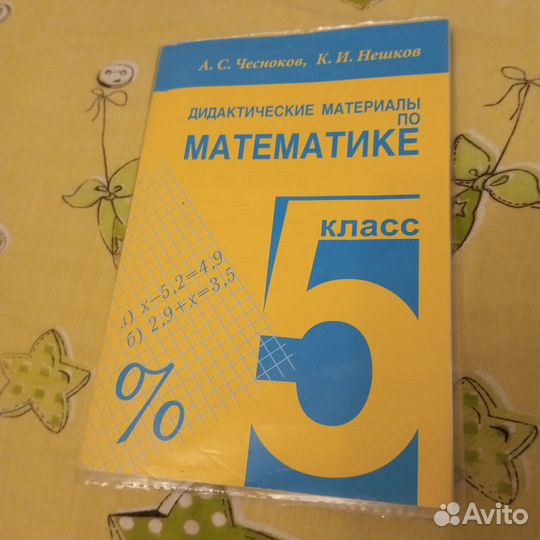 А. С. Чесноков, К. И. Нешков
ДИДАКТИЧЕСКИЕ МАТЕРИАЛЫ
ПО
МАТЕМАТИКЕ
5
класс
а) x−5,2=4,9
б) 2,9+x=3,5
%
Avito